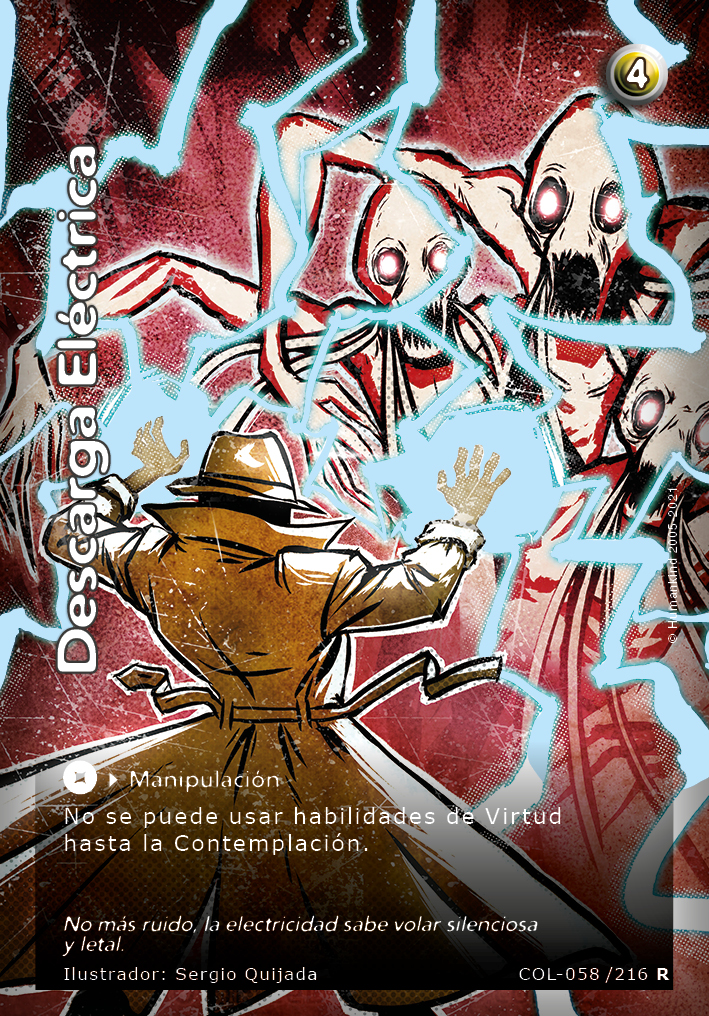 4
Descarga Eléctrica
© Humankind 2005-2021
Manipulación
No se puede usar habilidades de Virtud
hasta la Contemplación.
No más ruido, la electricidad sabe volar silenciosa
y letal.
Ilustrador: Sergio Quijada
COL-058 /216 R